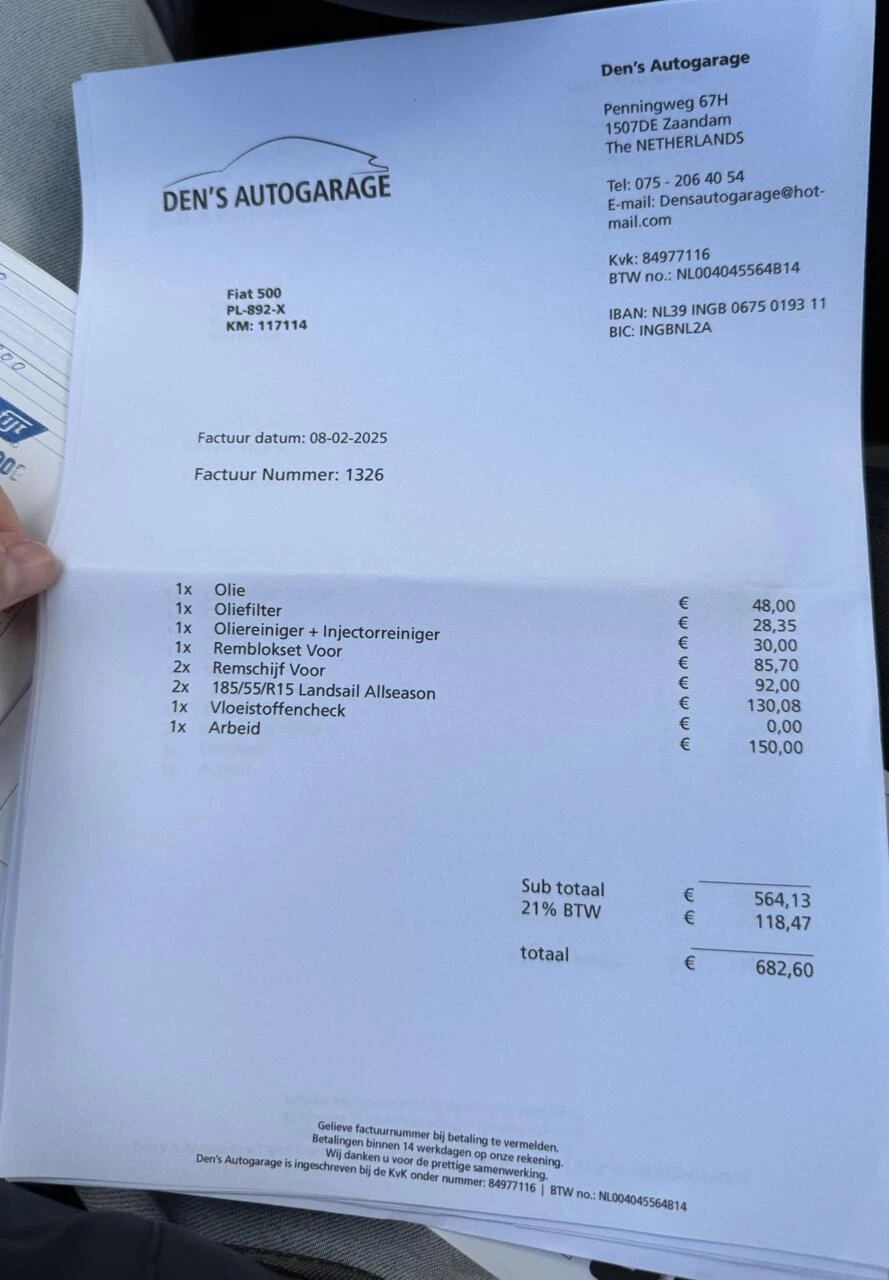 Den's Autogarage
Penningweg 67H
1507DE Zaandam
The NETHERLANDS
Tel: 075 - 206 40 54
E-mail: Densautogarage@hot-
mail.com
Kvk: 84977116
BTW no.: NL004045564B14
IBAN: NL39 INGB 0675 0193 11
BIC: INGBNL2A
DEN'S AUTOGARAGE
Fiat 500
PL-892-X
KM: 117114
Factuur datum: 08-02-2025
Factuur Nummer: 1326
1x Olie € 48,00
1x Oliefilter € 28,35
1x Oliereiniger + Injectorreiniger € 30,00
1x Remblokset Voor € 85,70
2x Remschijf Voor € 92,00
2x 185/55/R15 Landsail Allseason € 130,08
1x Vloeistoffencheck € 0,00
1x Arbeid € 150,00
Sub totaal € 564,13
21% BTW € 118,47
totaal € 682,60
Gelieve factuurnummer bij betaling te vermelden.
Betalingen binnen 14 werkdagen op onze rekening.
Wij danken u voor de prettige samenwerking.
Den's Autogarage is ingeschreven bij de KvK onder nummer: 84977116 | BTW no.: NL004045564B14